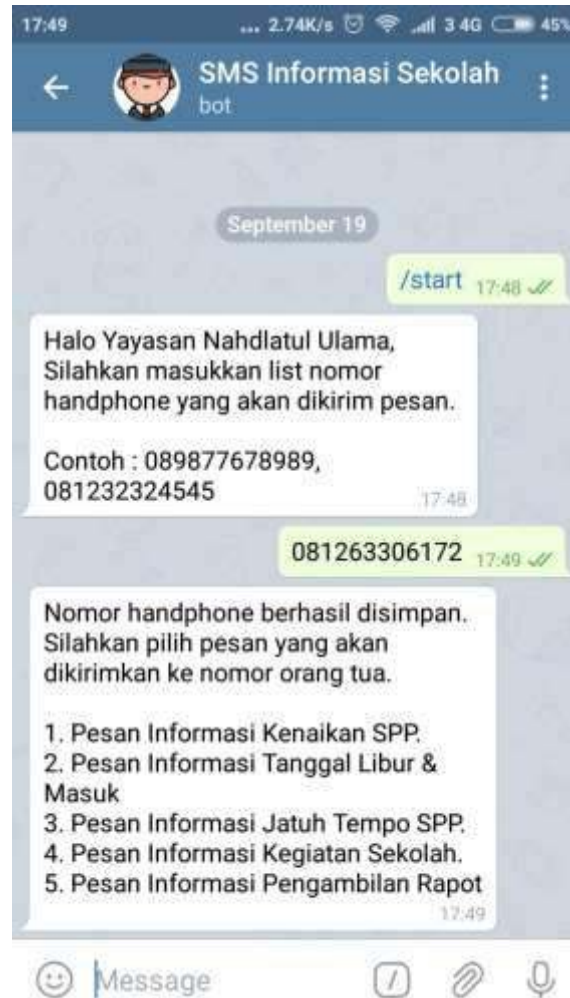 17:49 ... 2.74K/s 3 4G 45%
SMS Informasi Sekolah
bot
September 19
/start 17:48
Halo Yayasan Nahdlatul Ulama,
Silahkan masukkan list nomor
handphone yang akan dikirim pesan.
Contoh : 089877678989,
081232324545 17:48
081263306172 17:49
Nomor handphone berhasil disimpan.
Silahkan pilih pesan yang akan
dikirimkan ke nomor orang tua.
1. Pesan Informasi Kenaikan SPP.
2. Pesan Informasi Tanggal Libur &
Masuk
3. Pesan Informasi Jatuh Tempo SPP.
4. Pesan Informasi Kegiatan Sekolah.
5. Pesan Informasi Pengambilan Rapot
17:49
Message